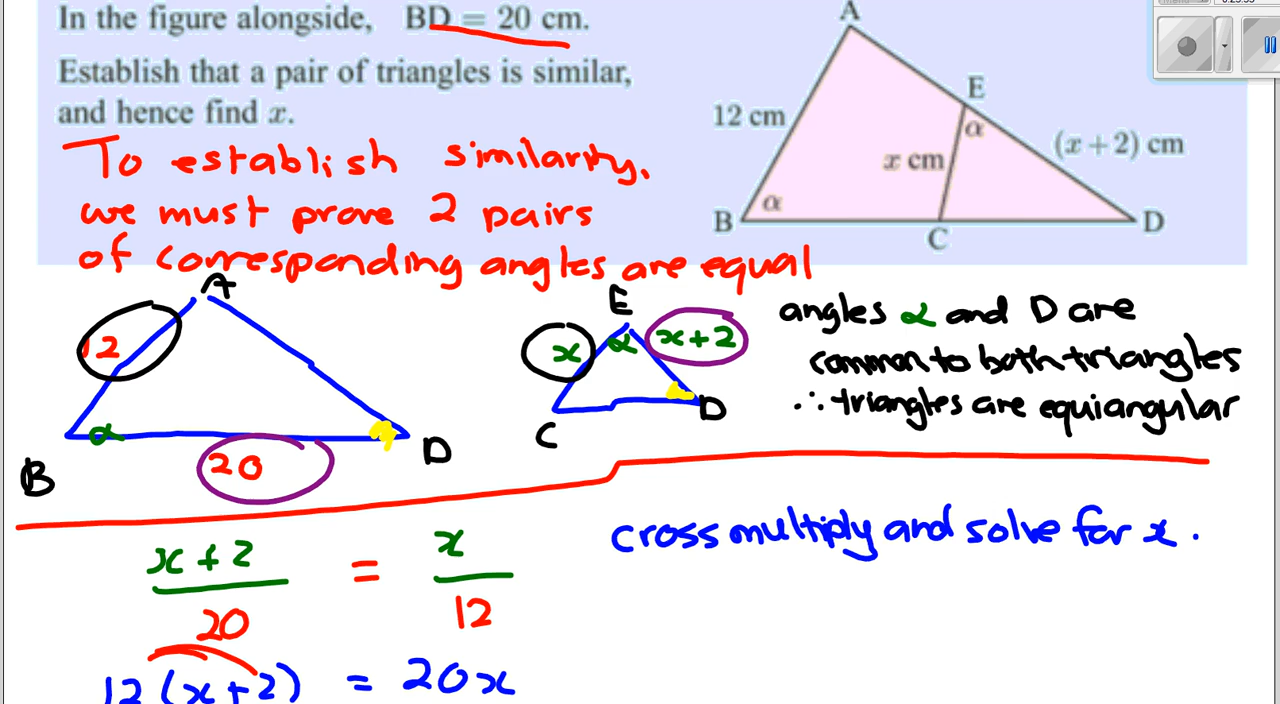 In the figure alongside, BD = 20 cm.
Establish that a pair of triangles is similar,
and hence find x.
A
E
α
12 cm
(x + 2) cm
x cm
B
α
C
D
To establish similarity,
we must prove 2 pairs
of corresponding angles are equal
A
12
B
α
20
D
E
x
α
x+2
C
D
angles α and D are
common to both triangles
∴ triangles are equiangular
x + 2 = x
20 12
12 (x+2) = 20x
cross multiply and solve for x.